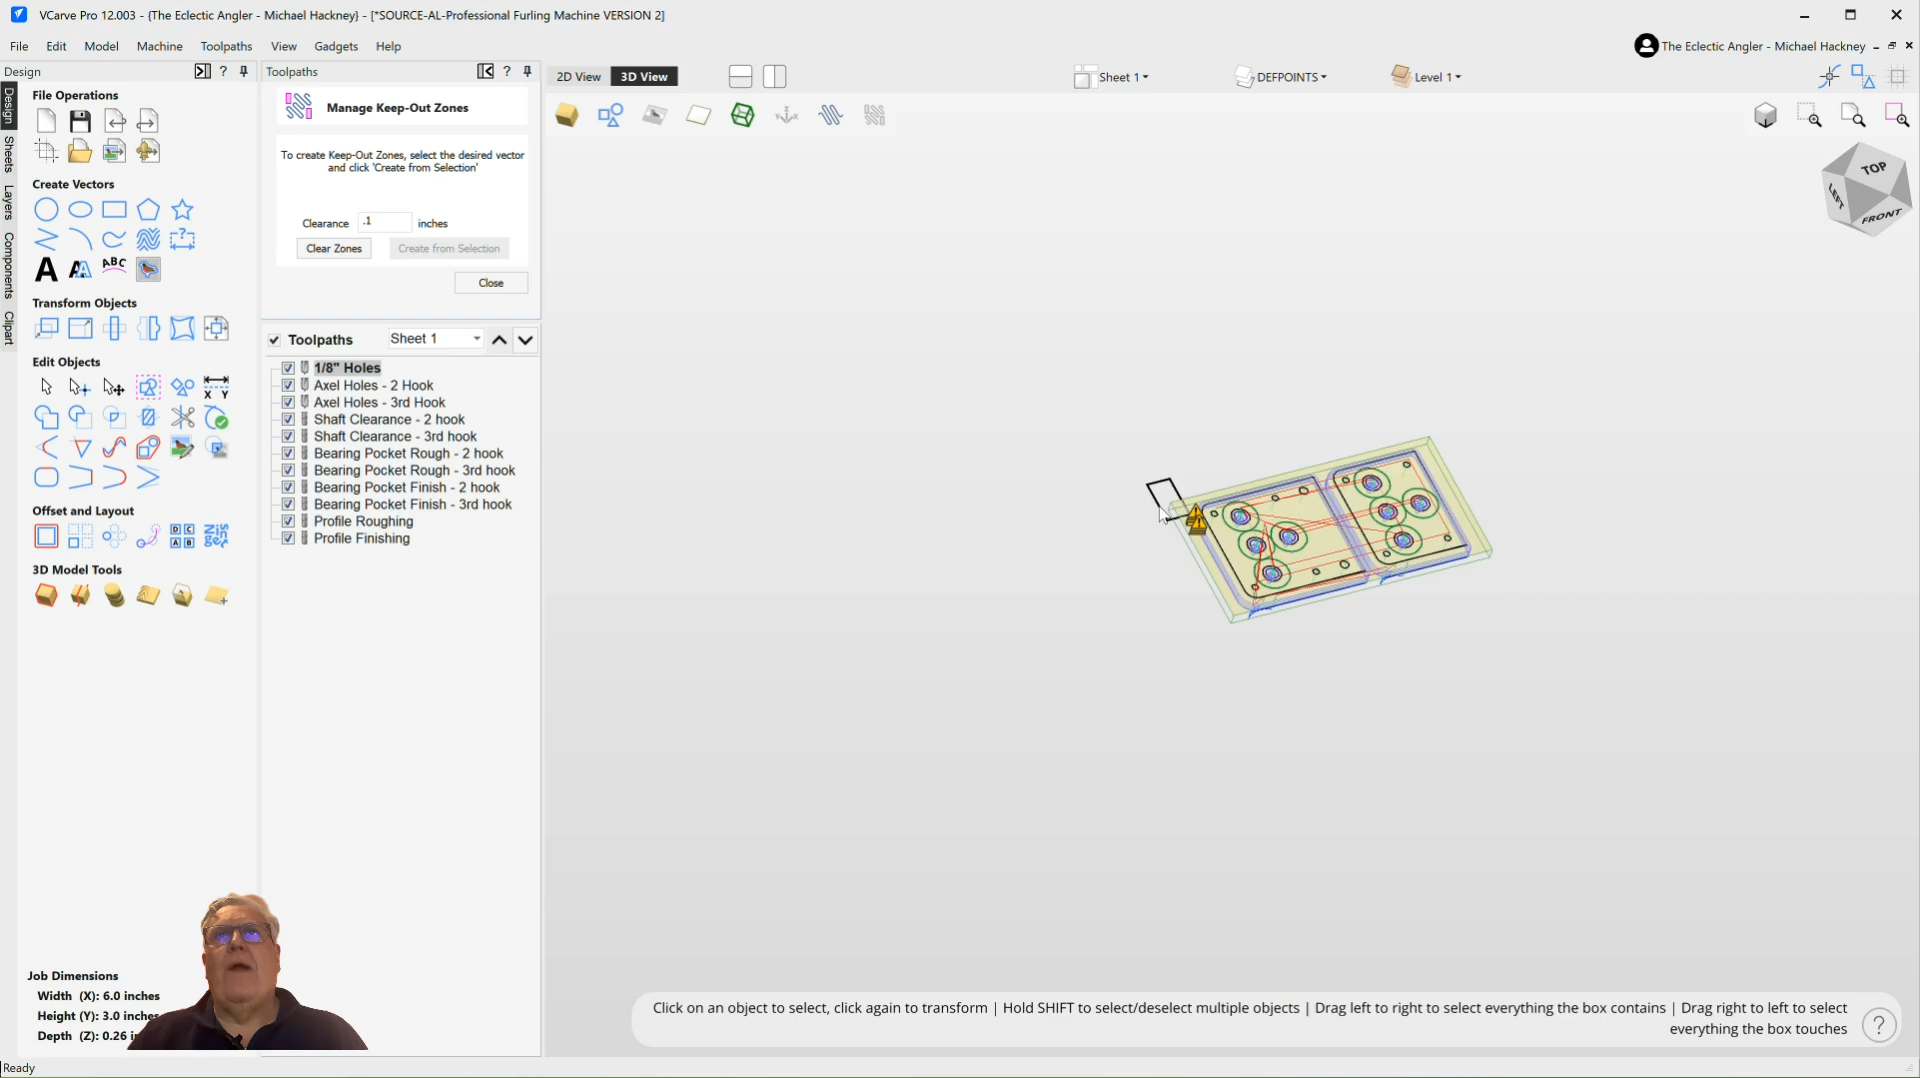 VCarve Pro 12.003 - {The Eclectic Angler - Michael Hackney} - [*SOURCE-AL-Professional Furling Machine VERSION 2]
File Edit Model Machine Toolpaths View Gadgets Help
The Eclectic Angler - Michael Hackney
Design
Toolpaths
2D View 3D View
Sheet 1
DEFPOINTS
Level 1
Design
Sheets
Layers
Components
Clipart
File Operations
Create Vectors
Transform Objects
Edit Objects
X Y
Offset and Layout
3D Model Tools
Job Dimensions
Width (X): 6.0 inches
Height (Y): 3.0 inches
Depth (Z): 0.26
Manage Keep-Out Zones
To create Keep-Out Zones, select the desired vector
and click 'Create from Selection'
Clearance .1 inches
Clear Zones Create from Selection
Close
Toolpaths Sheet 1
1/8" Holes
Axel Holes - 2 Hook
Axel Holes - 3rd Hook
Shaft Clearance - 2 hook
Shaft Clearance - 3rd hook
Bearing Pocket Rough - 2 hook
Bearing Pocket Rough - 3rd hook
Bearing Pocket Finish - 2 hook
Bearing Pocket Finish - 3rd hook
Profile Roughing
Profile Finishing
TOP
LEFT
FRONT
Click on an object to select, click again to transform | Hold SHIFT to select/deselect multiple objects | Drag left to right to select everything the box contains | Drag right to left to select
everything the box touches
Ready